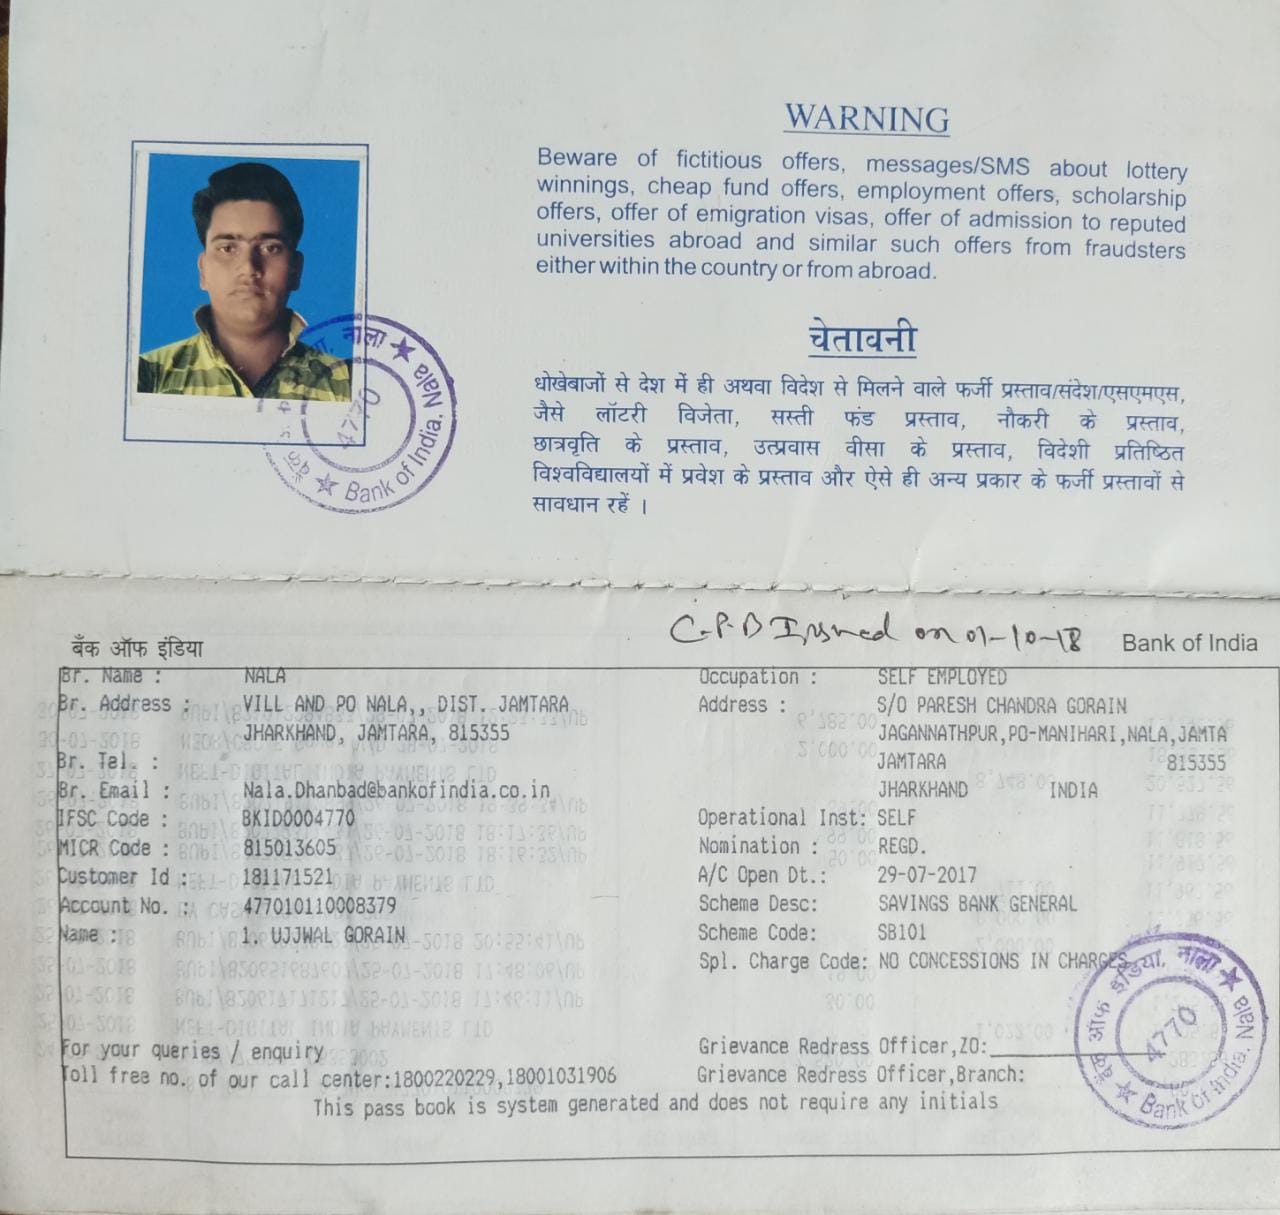 WARNING
Beware of fictitious offers, messages/SMS about lottery
winnings, cheap fund offers, employment offers, scholarship
offers, offer of emigration visas, offer of admission to reputed
universities abroad and similar such offers from fraudsters
either within the country or from abroad.
चेतावनी
धोखेबाजों से देश में ही अथवा विदेश से मिलने वाले फर्जी प्रस्ताव/संदेश/एसएमएस,
जैसे लॉटरी विजेता, सस्ती फंड प्रस्ताव, नौकरी के प्रस्ताव,
छात्रवृति के प्रस्ताव, उत्प्रवास वीसा के प्रस्ताव, विदेशी प्रतिष्ठित
विश्वविद्यालयों में प्रवेश के प्रस्ताव और ऐसे ही अन्य प्रकार के फर्जी प्रस्तावों से
सावधान रहें ।
नाला ★ Bank of India, Nala ★
4770
C.P.B Issued on 01-10-18
बैंक ऑफ इंडिया Bank of India
Br. Name : NALA Occupation : SELF EMPLOYED
Br. Address : VILL AND PO NALA,, DIST. JAMTARA Address : S/O PARESH CHANDRA GORAIN
JHARKHAND, JAMTARA, 815355 JAGANNATHPUR,PO-MANIHARI,NALA,JAMTA
Br. Tel. : JAMTARA 815355
Br. Email : Nala.Dhanbad@bankofindia.co.in JHARKHAND INDIA
IFSC Code : BKID0004770 Operational Inst: SELF
MICR Code : 815013605 Nomination : REGD.
Customer Id : 181171521 A/C Open Dt.: 29-07-2017
Account No. : 477010110008379 Scheme Desc: SAVINGS BANK GENERAL
Name : 1. UJJWAL GORAIN Scheme Code: SB101
Spl. Charge Code: NO CONCESSIONS IN CHARGES
For your queries / enquiry Grievance Redress Officer,ZO:
Toll free no. of our call center:1800220229,18001031906 Grievance Redress Officer,Branch:
This pass book is system generated and does not require any initials
बैंक ऑफ इंडिया, नाला ★ Bank of India, Nala ★
4770